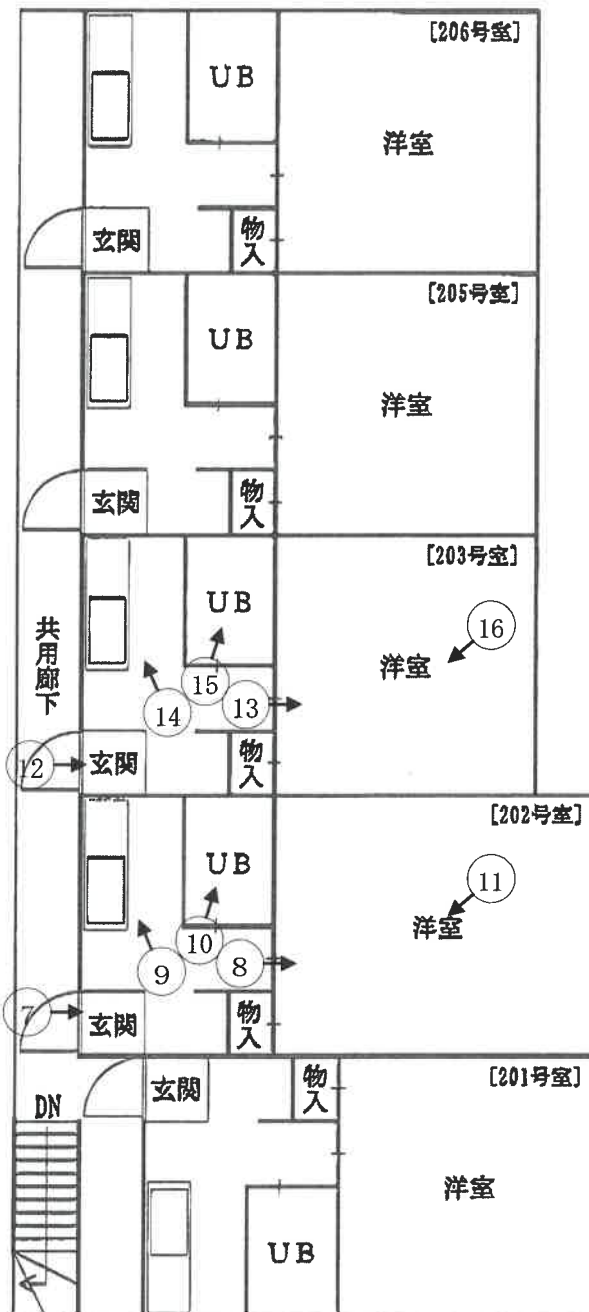 [206号室]
UB
洋室
玄関
物入
[205号室]
UB
洋室
玄関
物入
[203号室]
UB
16
洋室
共用廊下
15
13
14
12
玄関
物入
[202号室]
UB
11
洋室
10
9
8
7
玄関
物入
[201号室]
玄関
物入
DN
洋室
UB